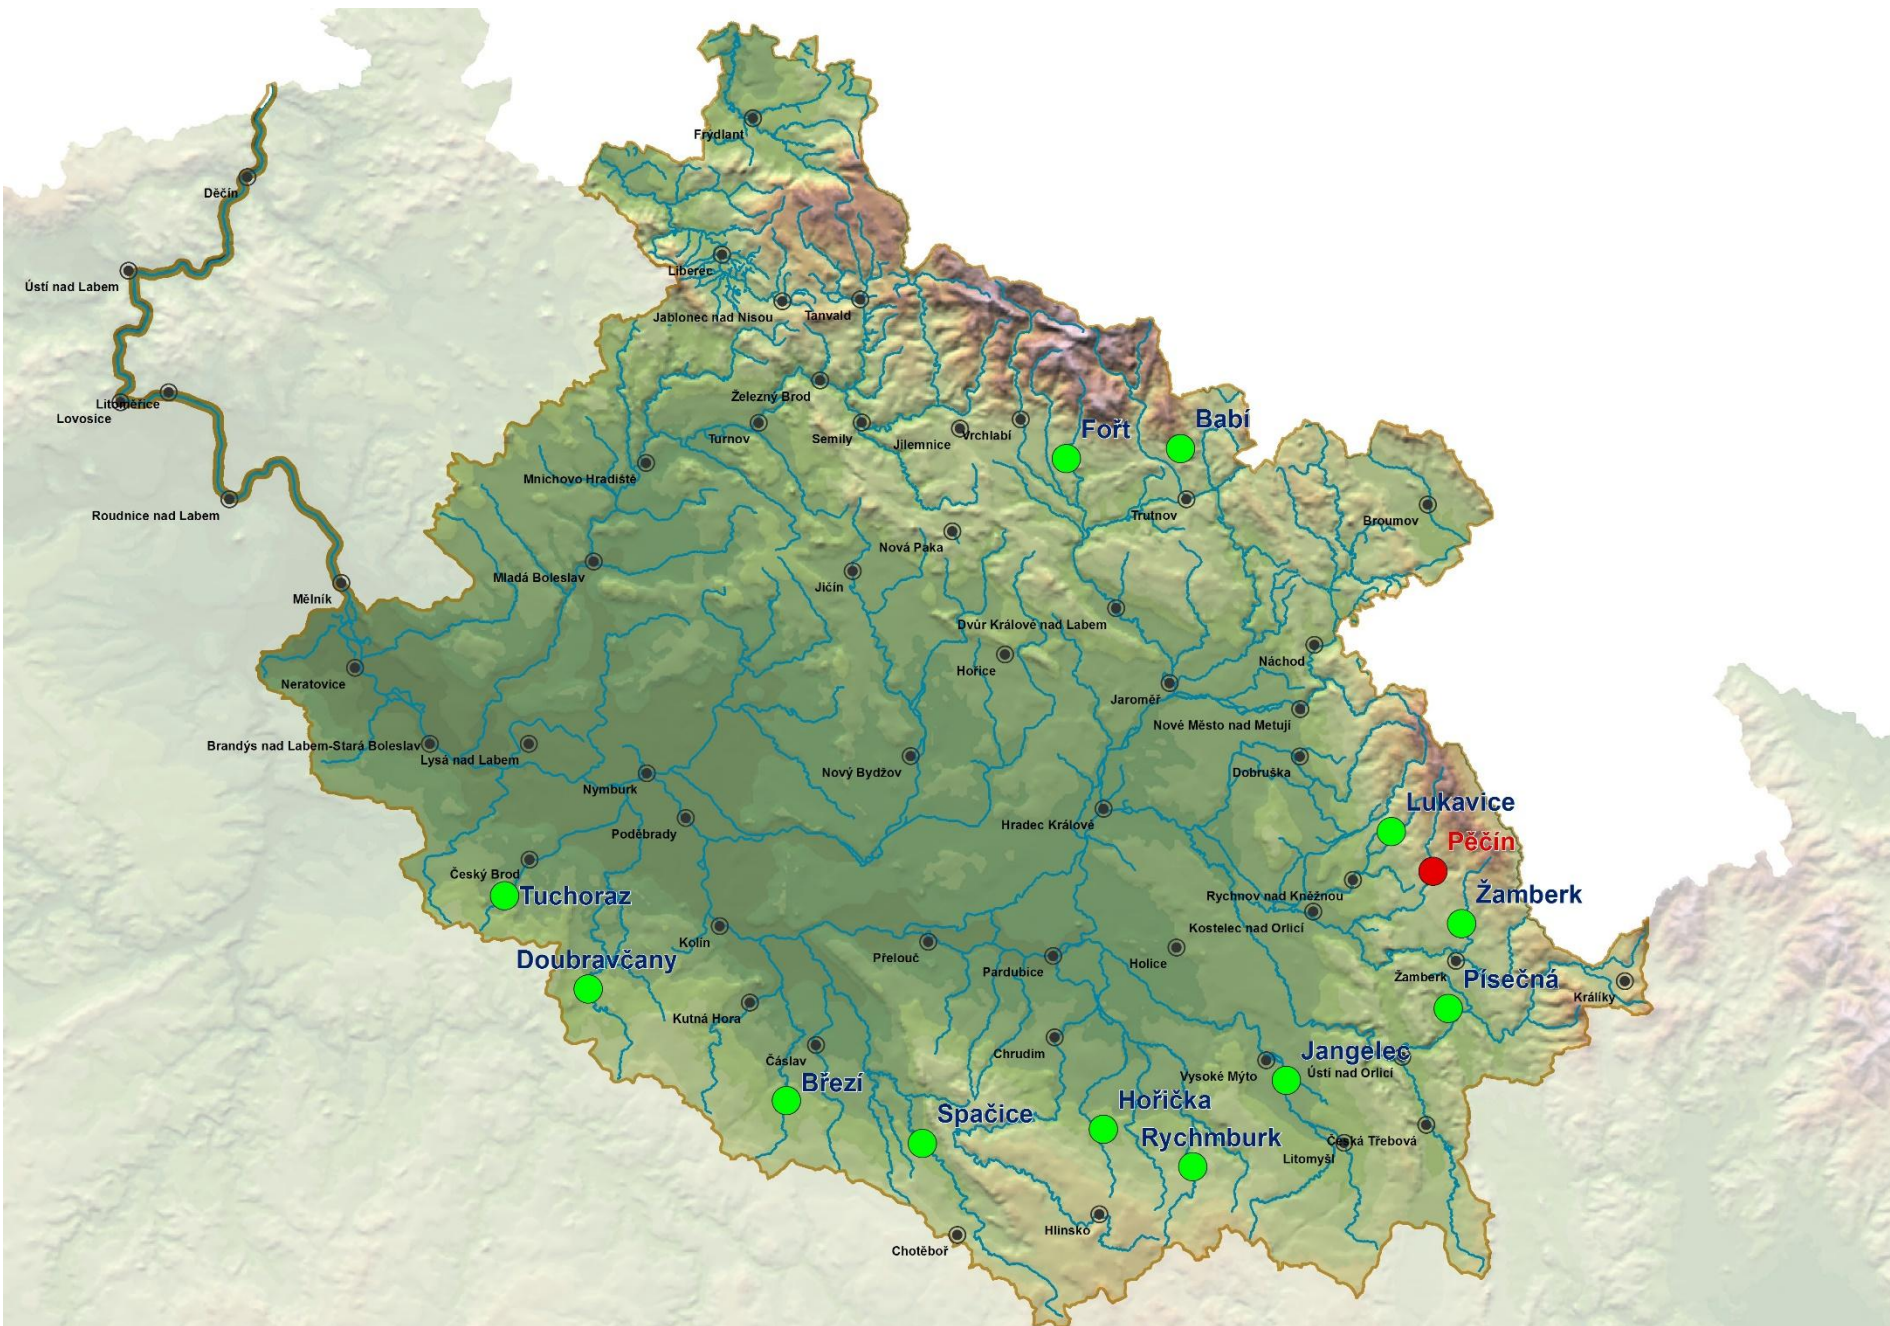 Frýdlant
Děčín
Liberec
Ústí nad Labem
Jablonec nad Nisou
Tanvald
Železný Brod
Litoměřice
Lovosice
Turnov
Semily
Jilemnice
Vrchlabí
Fořt
Babí
Mnichovo Hradiště
Roudnice nad Labem
Trutnov
Broumov
Nová Paka
Mladá Boleslav
Jičín
Mělník
Dvůr Králové nad Labem
Hořice
Náchod
Neratovice
Jaroměř
Nové Město nad Metují
Brandýs nad Labem-Stará Boleslav
Lysá nad Labem
Nový Bydžov
Dobruška
Nymburk
Lukavice
Hradec Králové
Poděbrady
Pěčín
Český Brod
Tuchoraz
Rychnov nad Kněžnou
Žamberk
Kostelec nad Orlicí
Kolín
Přelouč
Pardubice
Holice
Doubravčany
Žamberk
Písečná
Králíky
Kutná Hora
Čáslav
Chrudim
Jangelec
Vysoké Mýto
Ústí nad Orlicí
Březí
Spačice
Hořička
Rychmburk
Česká Třebová
Litomyšl
Hlinsko
Chotěboř